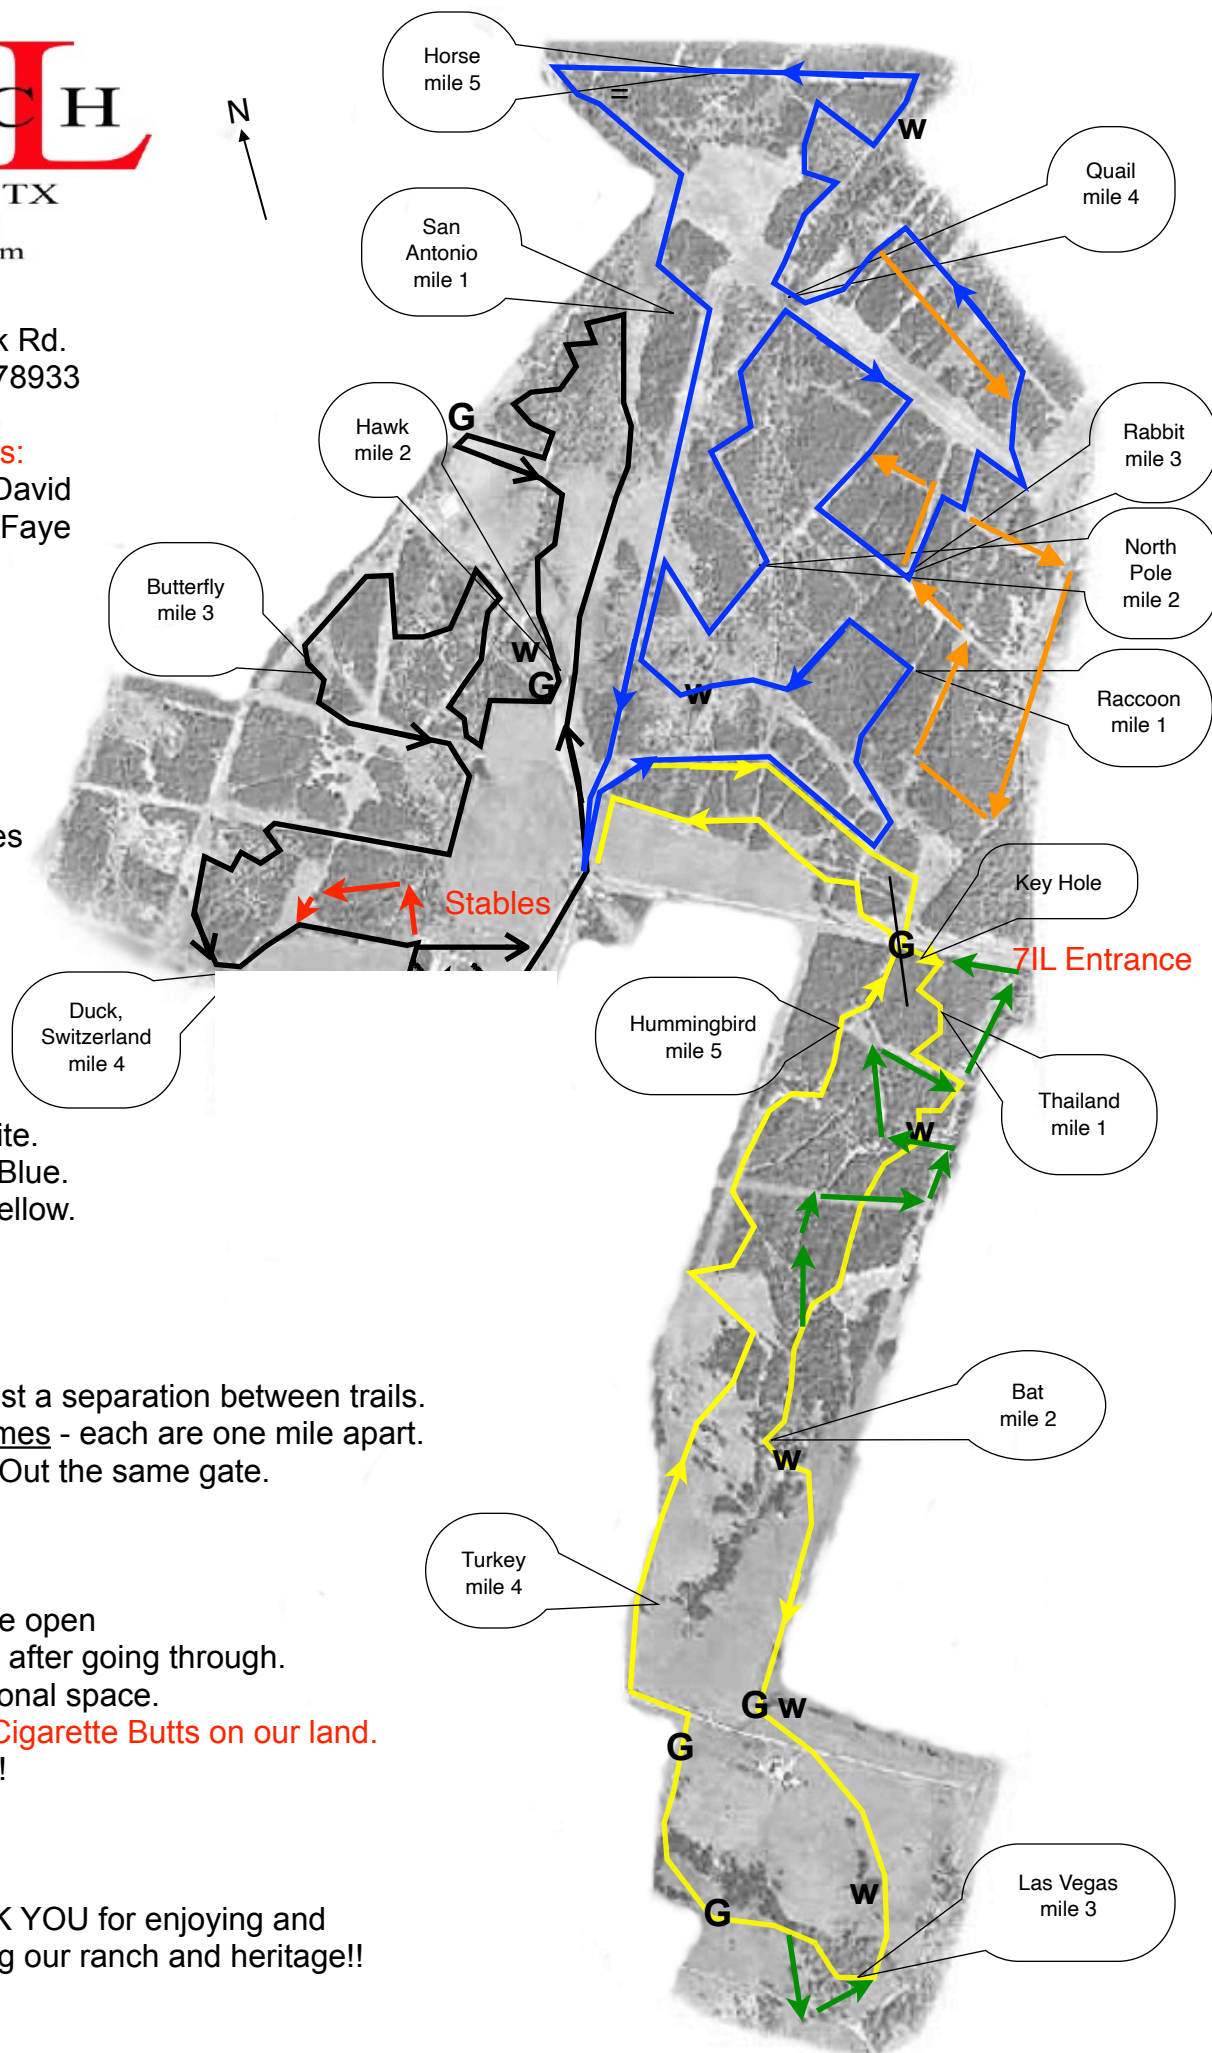 C H
L
TX
m
N
k Rd.
78933
s:
David
Faye
es
ite.
Blue.
ellow.
st a separation between trails.
mes - each are one mile apart.
Out the same gate.
e open
after going through.
onal space.
Cigarette Butts on our land.
!
K YOU for enjoying and
g our ranch and heritage!!
Horse
mile 5
=
w
Quail
mile 4
San
Antonio
mile 1
G
Hawk
mile 2
Rabbit
mile 3
North
Pole
mile 2
Butterfly
mile 3
w
G
w
Raccoon
mile 1
Stables
Key Hole
G
7IL Entrance
Duck,
Switzerland
mile 4
Hummingbird
mile 5
Thailand
mile 1
w
Bat
mile 2
w
Turkey
mile 4
G w
G
w
G
Las Vegas
mile 3